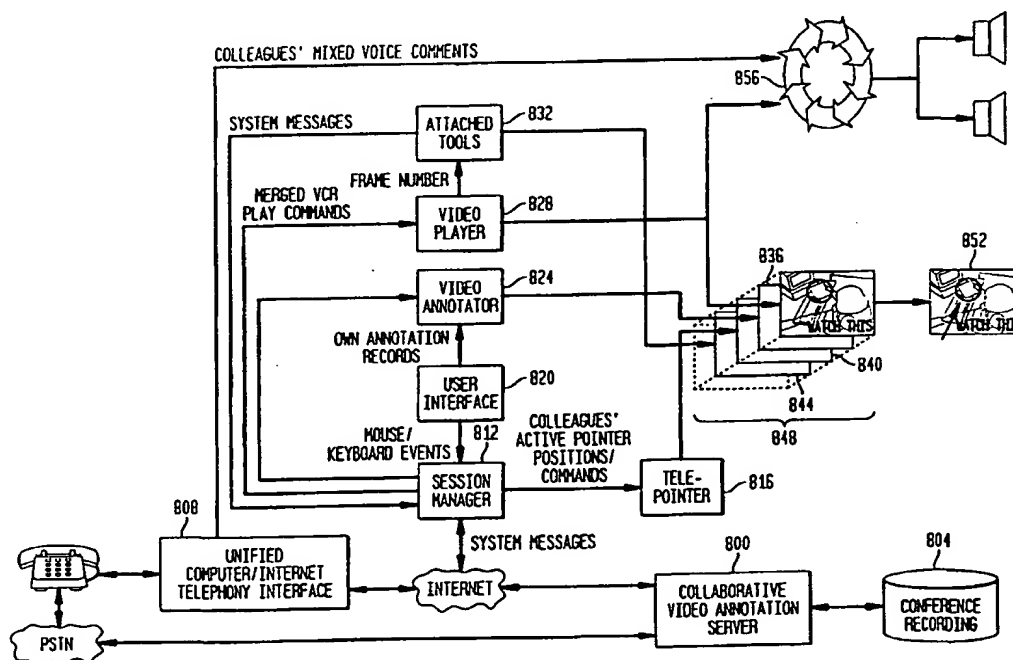 COLLEAGUES' MIXED VOICE COMMENTS
856
832
SYSTEM MESSAGES
ATTACHED
TOOLS
FRAME NUMBER
MERGED VCR
PLAY COMMANDS
828
VIDEO
PLAYER
836
852
824
VIDEO
ANNOTATOR
WATCH THIS
WATCH THIS
OWN ANNOTATION
RECORDS
840
820
USER
INTERFACE
844
848
MOUSE/
KEYBOARD EVENTS
812
COLLEAGUES'
ACTIVE POINTER
POSITIONS/
COMMANDS
SESSION
MANAGER
TELE-
POINTER
816
808
UNIFIED
COMPUTER/INTERNET
TELEPHONY INTERFACE
SYSTEM MESSAGES
INTERNET
800
COLLABORATIVE
VIDEO ANNOTATION
SERVER
804
CONFERENCE
RECORDING
PSTN